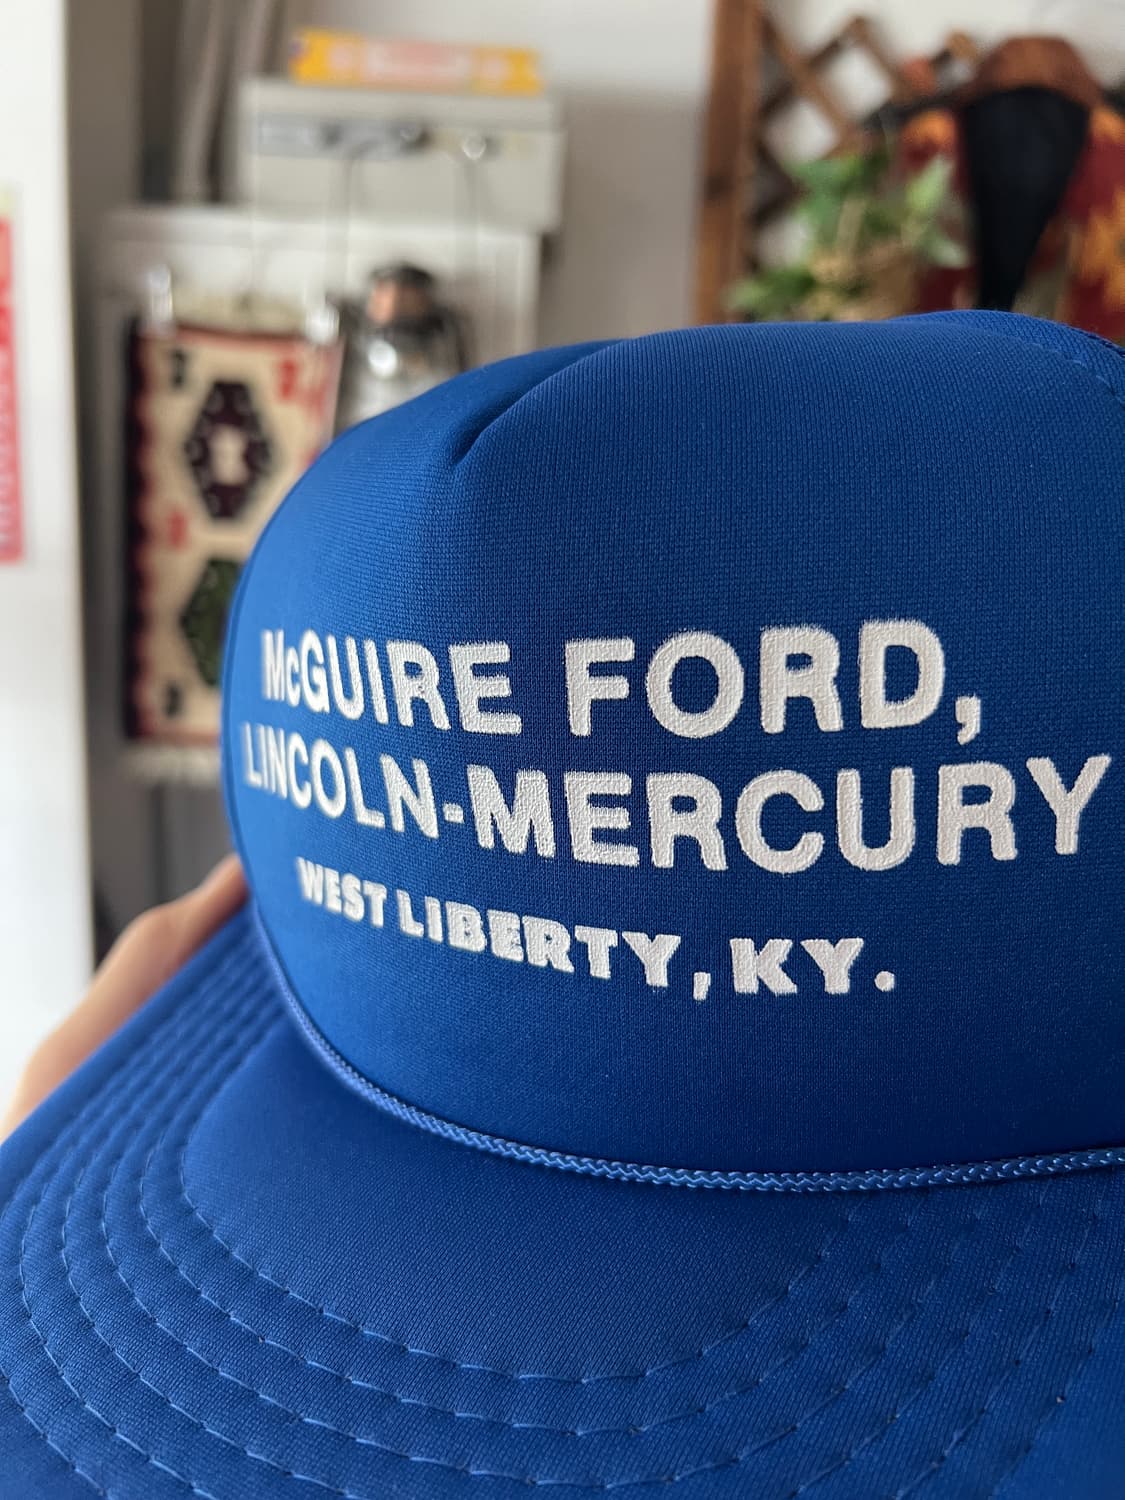 McGUIRE FORD,
LINCOLN-MERCURY
WEST LIBERTY, KY.